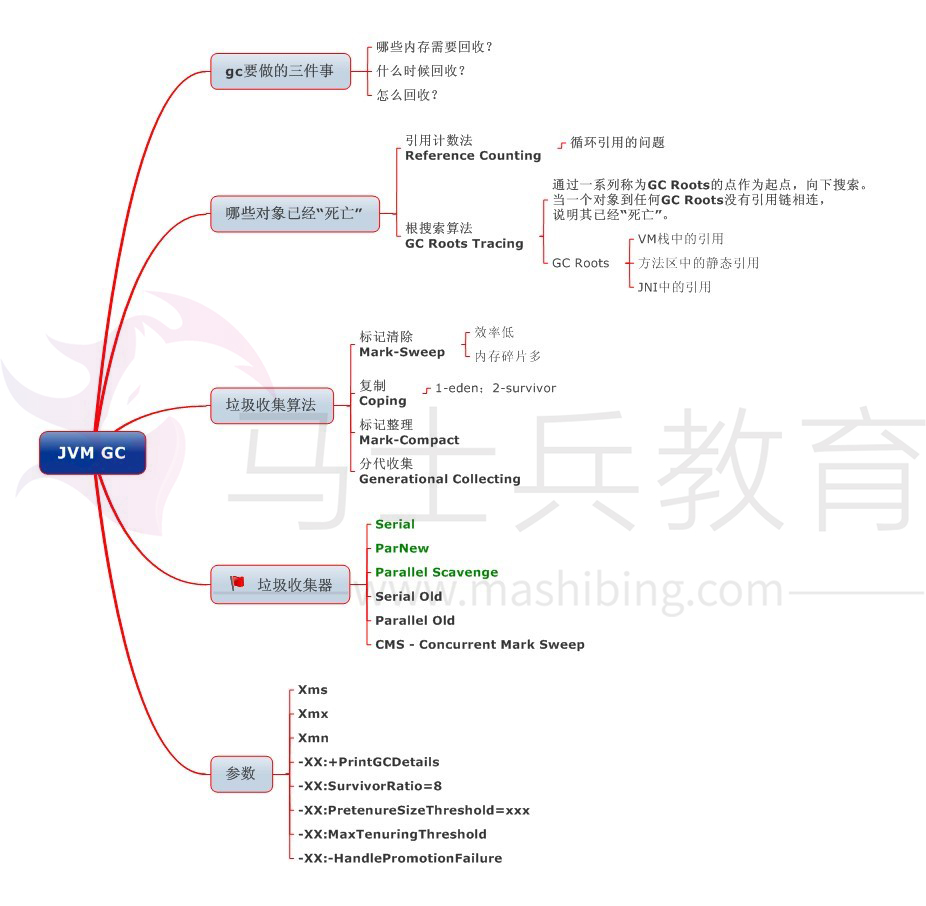 JVM GC
gc要做的三件事
哪些内存需要回收?
什么时候回收?
怎么回收?
哪些对象已经“死亡”
引用计数法
Reference Counting
循环引用的问题
根搜索算法
GC Roots Tracing
通过一系列称为GC Roots的点作为起点，向下搜索。
当一个对象到任何GC Roots没有引用链相连，
说明其已经“死亡”。
GC Roots
VM栈中的引用
方法区中的静态引用
JNI中的引用
垃圾收集算法
标记清除
Mark-Sweep
效率低
内存碎片多
复制
Coping
1-eden；2-survivor
标记整理
Mark-Compact
分代收集
Generational Collecting
垃圾收集器
Serial
ParNew
Parallel Scavenge
Serial Old
Parallel Old
CMS - Concurrent Mark Sweep
参数
Xms
Xmx
Xmn
-XX:+PrintGCDetails
-XX:SurvivorRatio=8
-XX:PretenureSizeThreshold=xxx
-XX:MaxTenuringThreshold
-XX:-HandlePromotionFailure
马士兵教育
www.mashibing.com